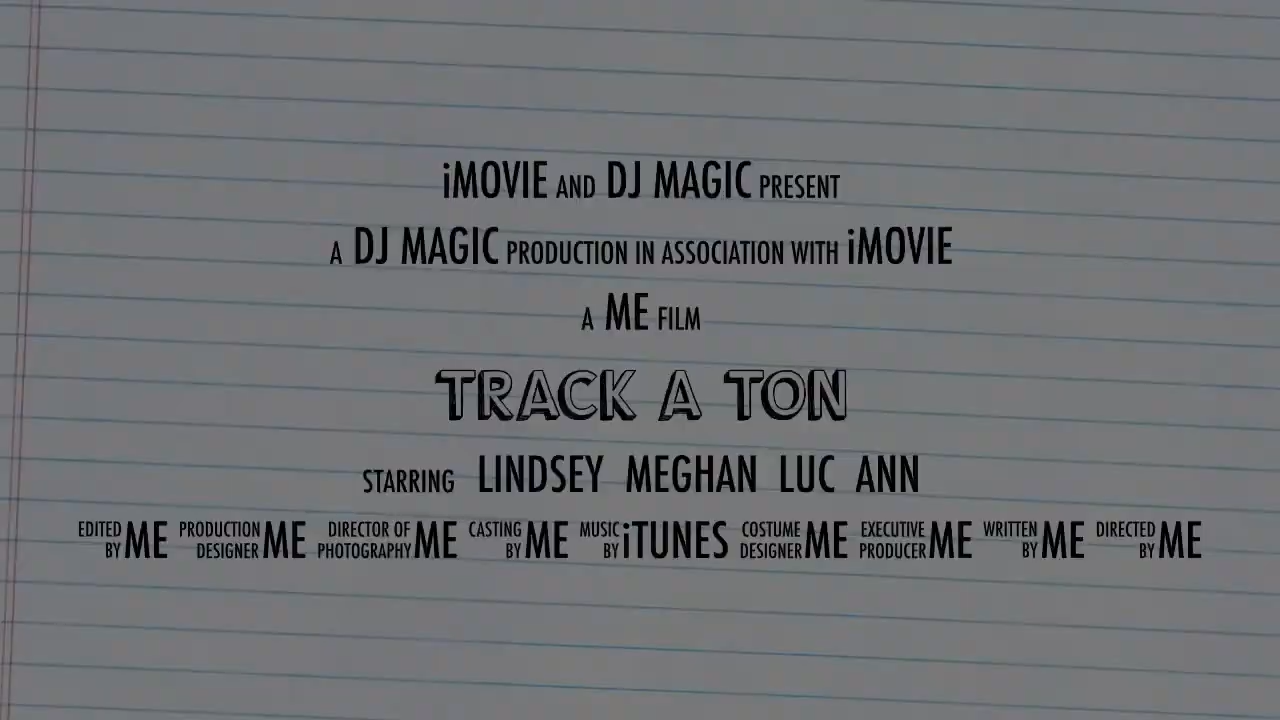 iMOVIE AND DJ MAGIC PRESENT
A DJ MAGIC PRODUCTION IN ASSOCIATION WITH iMOVIE
A ME FILM
TRACK A TON
STARRING LINDSEY MEGHAN LUC ANN
EDITED BY ME PRODUCTION DESIGNER ME DIRECTOR OF PHOTOGRAPHY ME CASTING BY ME MUSIC BY iTUNES COSTUME DESIGNER ME EXECUTIVE PRODUCER ME WRITTEN BY ME DIRECTED BY ME